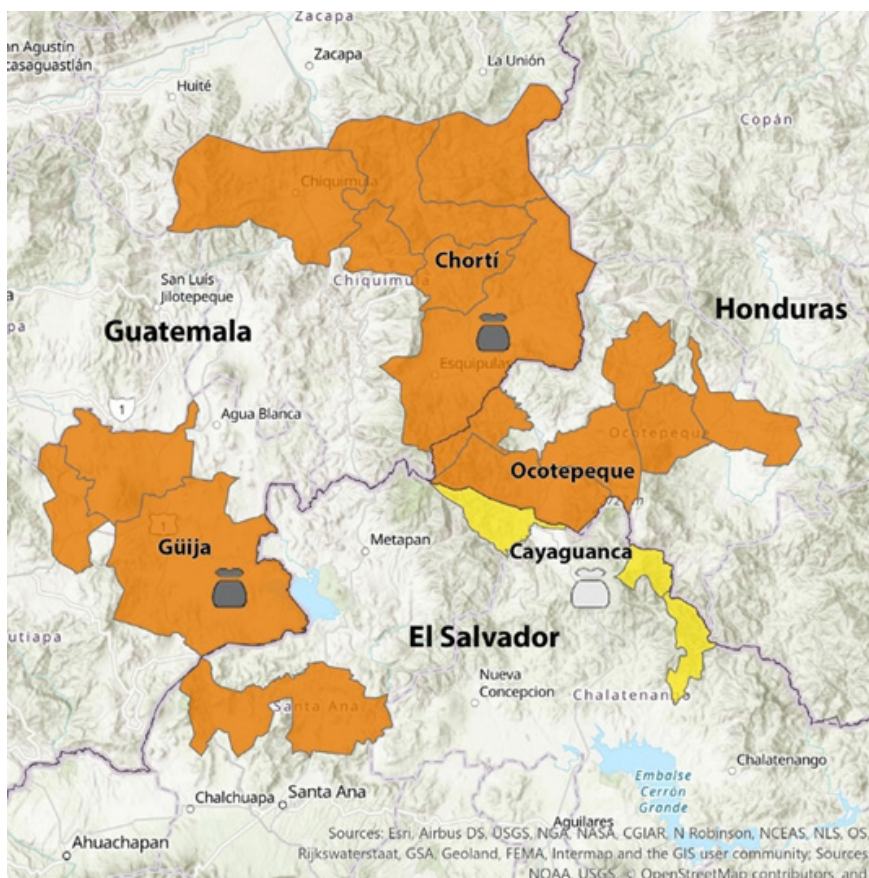 Zacapa
an Agustín
casaguastlán
Zacapa
La Unión
Huité
Copán
Chiquimula
Chortí
San Luís
Jilotepeque
Chiquimula
Honduras
Guatemala
Esquipulas
1
Agua Blanca
Ocotepeque
Ocotepeque
1
Güija
Metapan
Cayaguanca
utiapa
El Salvador
Nueva
Concepcion
Chalatenango
Santa Ana
Chalatenango
Embalse
Cerrón
Grande
Chalchuapa
Santa Ana
Aguilares
Ahuachapan
Sources: Esri, Airbus DS, USGS, NGA, NASA, CGIAR, N Robinson, NCEAS, NLS, OS,
Rijkswaterstaat, GSA, Geoland, FEMA, Intermap and the GIS user community; Sources:
NOAA, USGS, © OpenStreetMap contributors, and